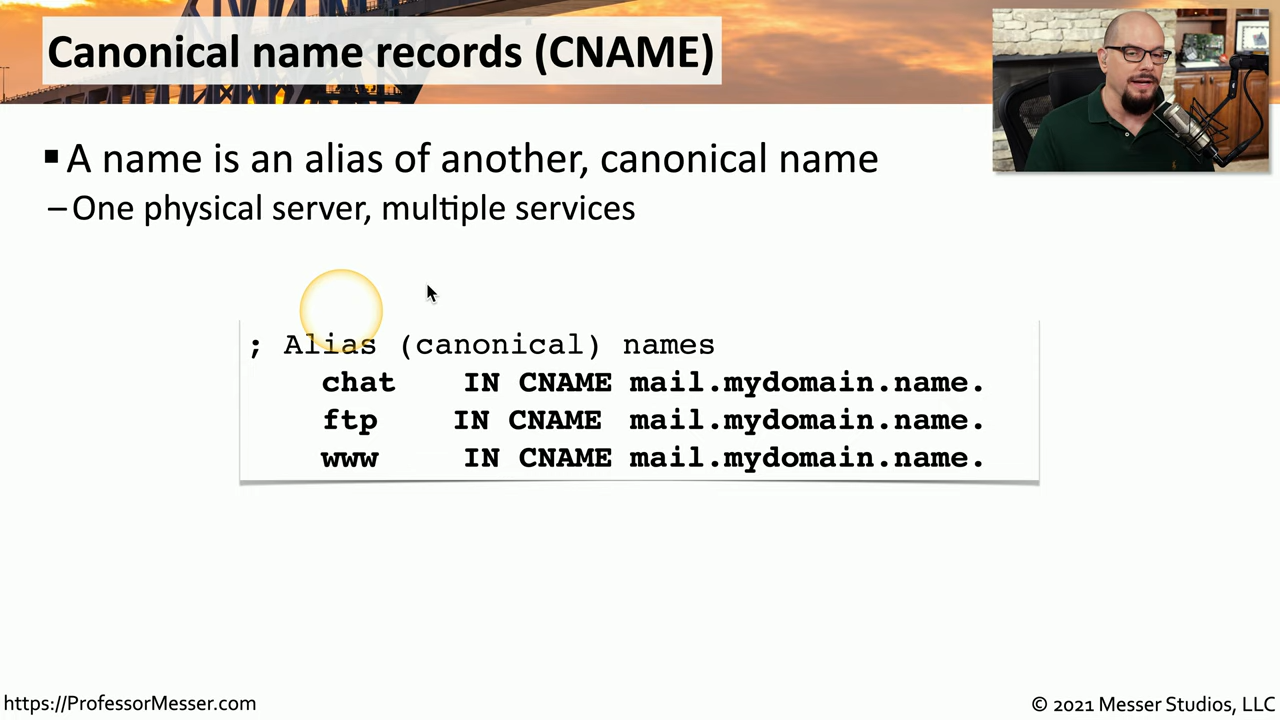 Canonical name records (CNAME)
▪ A name is an alias of another, canonical name
– One physical server, multiple services
; Alias (canonical) names
chat IN CNAME mail.mydomain.name.
ftp IN CNAME mail.mydomain.name.
www IN CNAME mail.mydomain.name.
https://ProfessorMesser.com
© 2021 Messer Studios, LLC